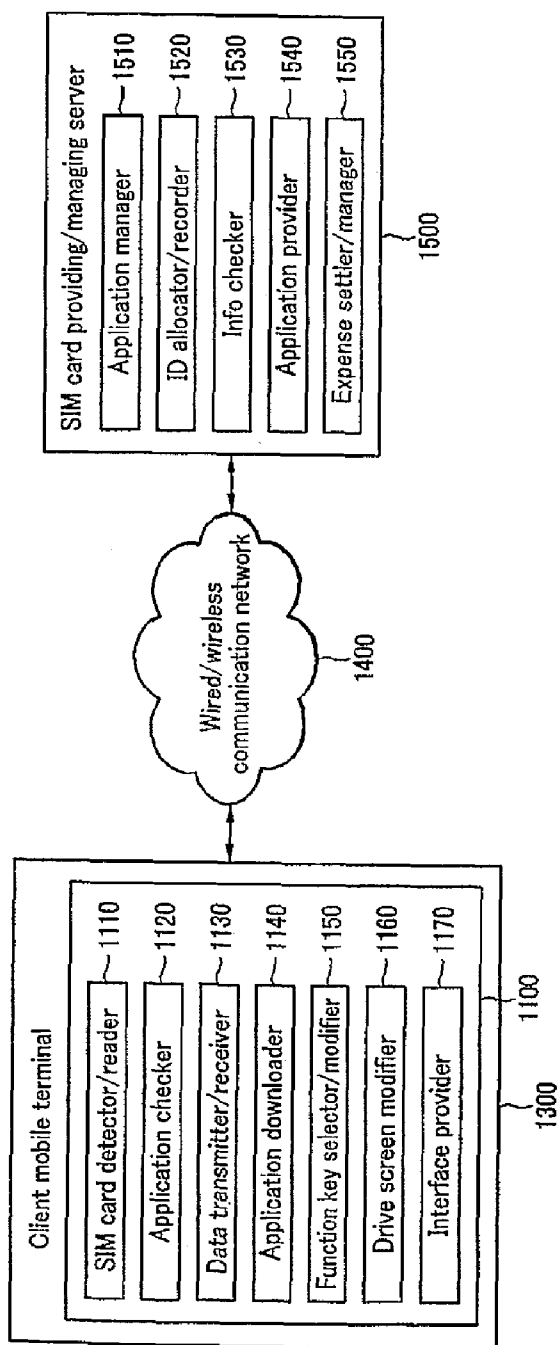 Client mobile terminal
SIM card detector/reader
1110
Application checker
1120
Data transmitter/receiver
1130
Application downloader
1140
Function key selector/modifier
1150
Drive screen modifier
1160
Interface provider
1170
1100
1300
Wired/wireless
communication network
1400
SIM card providing/managing server
Application manager
1510
ID allocator/recorder
1520
Info checker
1530
Application provider
1540
Expense settler/manager
1550
1500